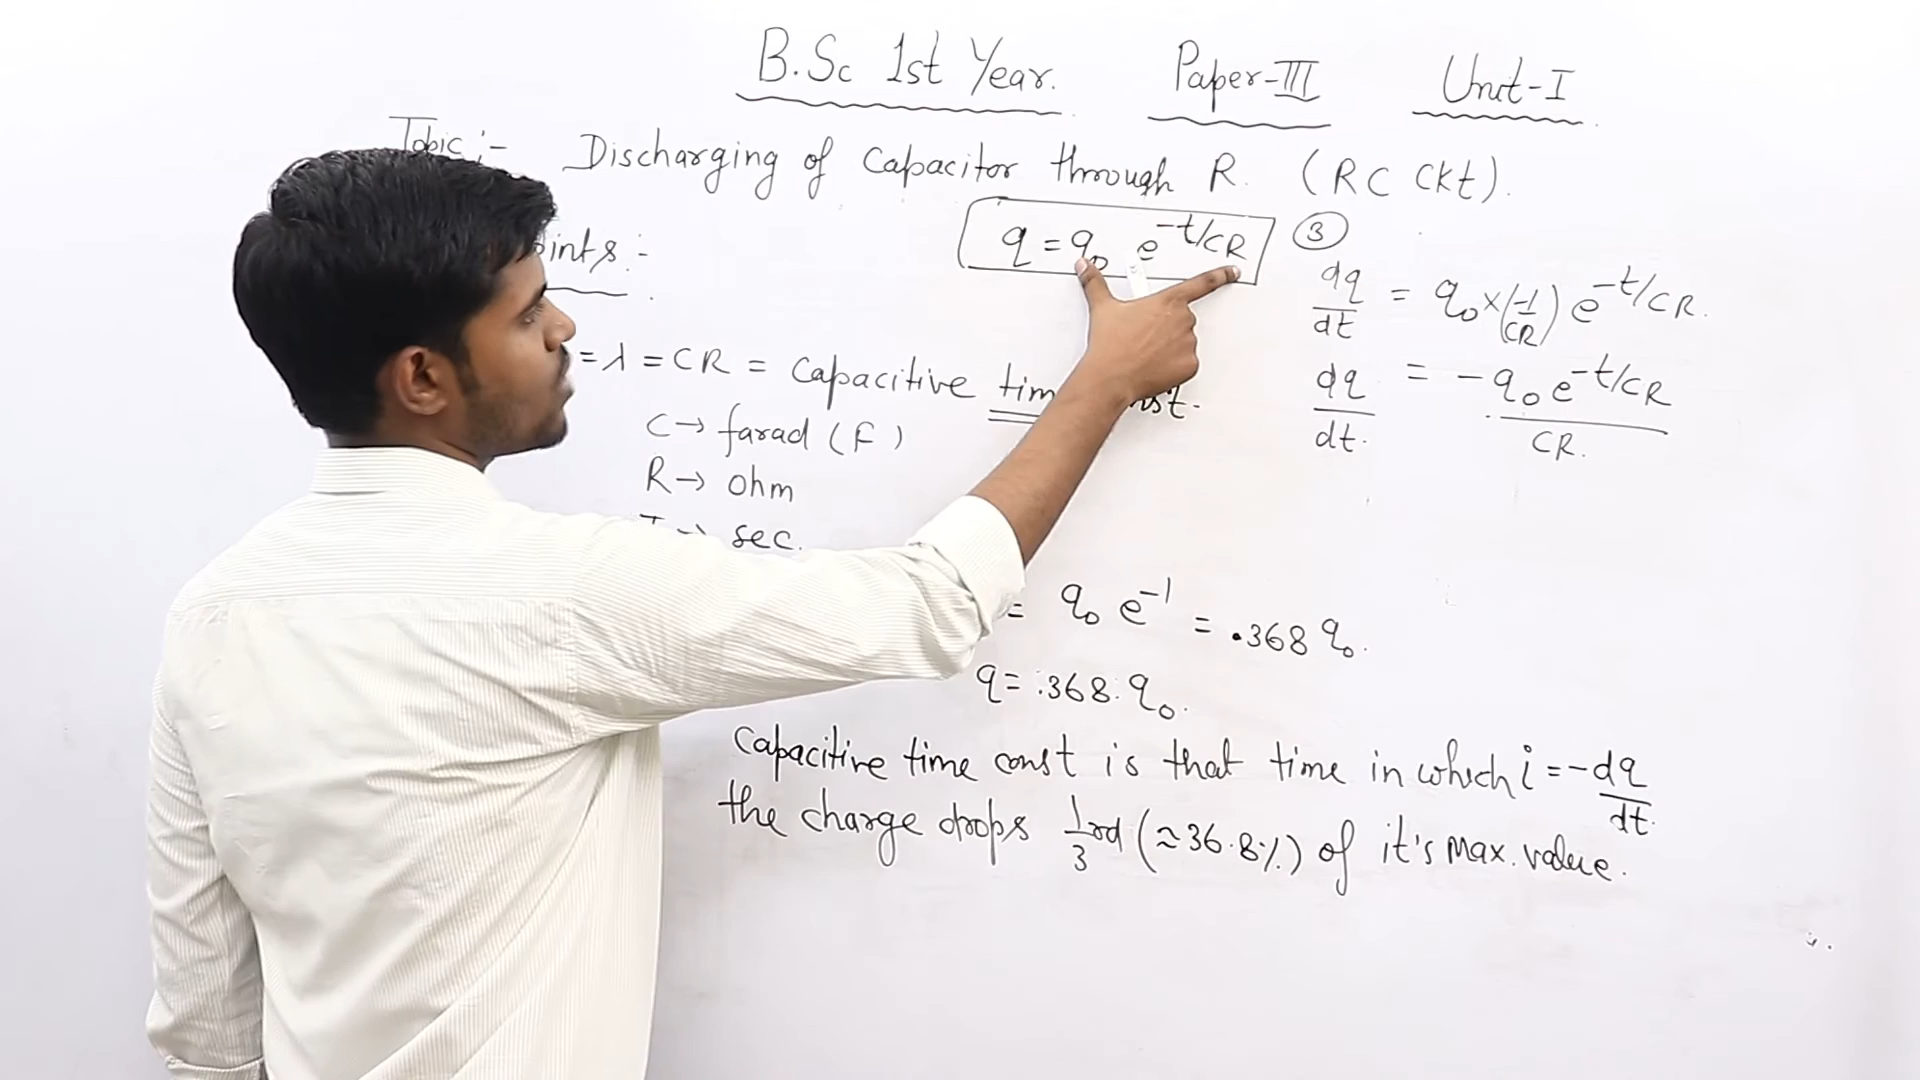 B.Sc 1st Year. Paper-III Unit-I
Topic:- Discharging of Capacitor through R. (RC Ckt).
ints:-
q = q₀ e^{-t/CR}
= λ = CR = Capacitive
C → farad (F)
R → ohm
→ sec.
= q₀ e^{-1} = .368 q₀.
q = .368 q₀.
Capacitive time const is that time in which
the charge drops 1/3rd (≈36.8%) of it's Max. value.
③
dq/dt = q₀ × (-1/CR) e^{-t/CR}.
dq/dt. = -q₀ e^{-t/CR}/CR.
i = -dq/dt.